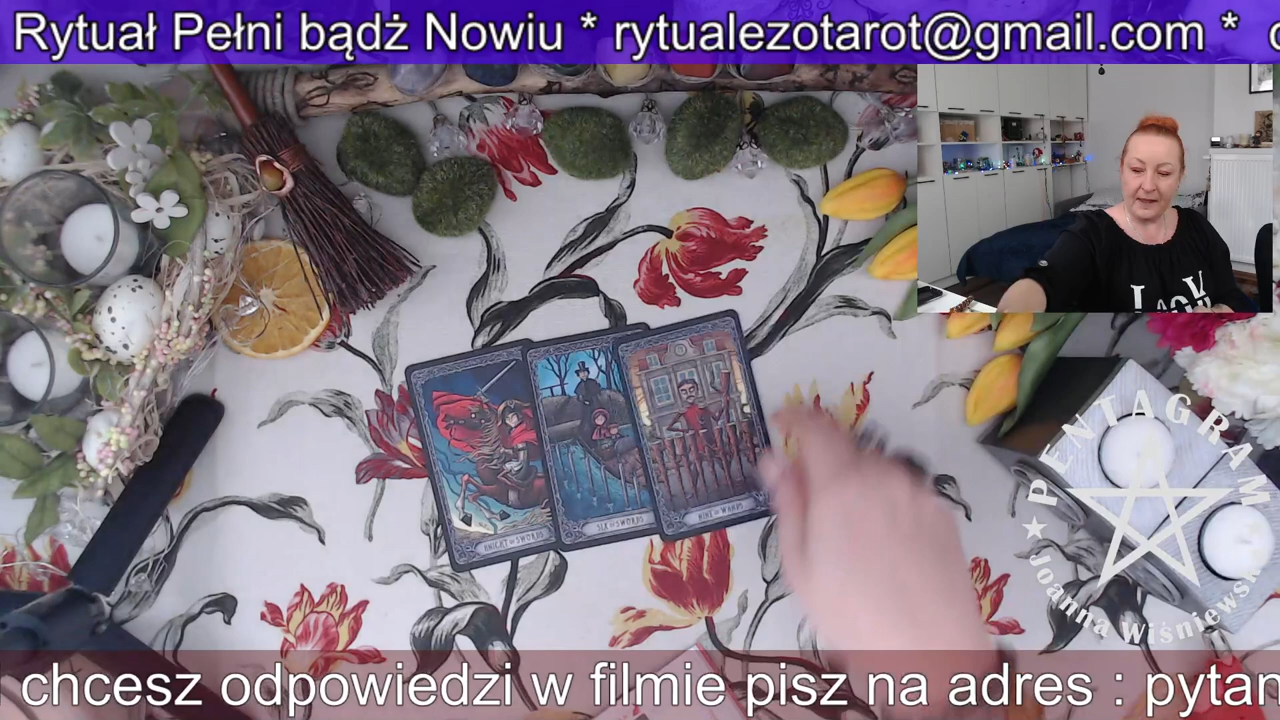 Rytuał Pełni bądź Nowiu * rytualezotarot@gmail.com *
KNIGHT OF SWORDS
SIX OF SWORDS
NINE OF WANDS
PENTAGRAM
Joanna Wiśniewsk
chcesz odpowiedzi w filmie pisz na adres : pytan